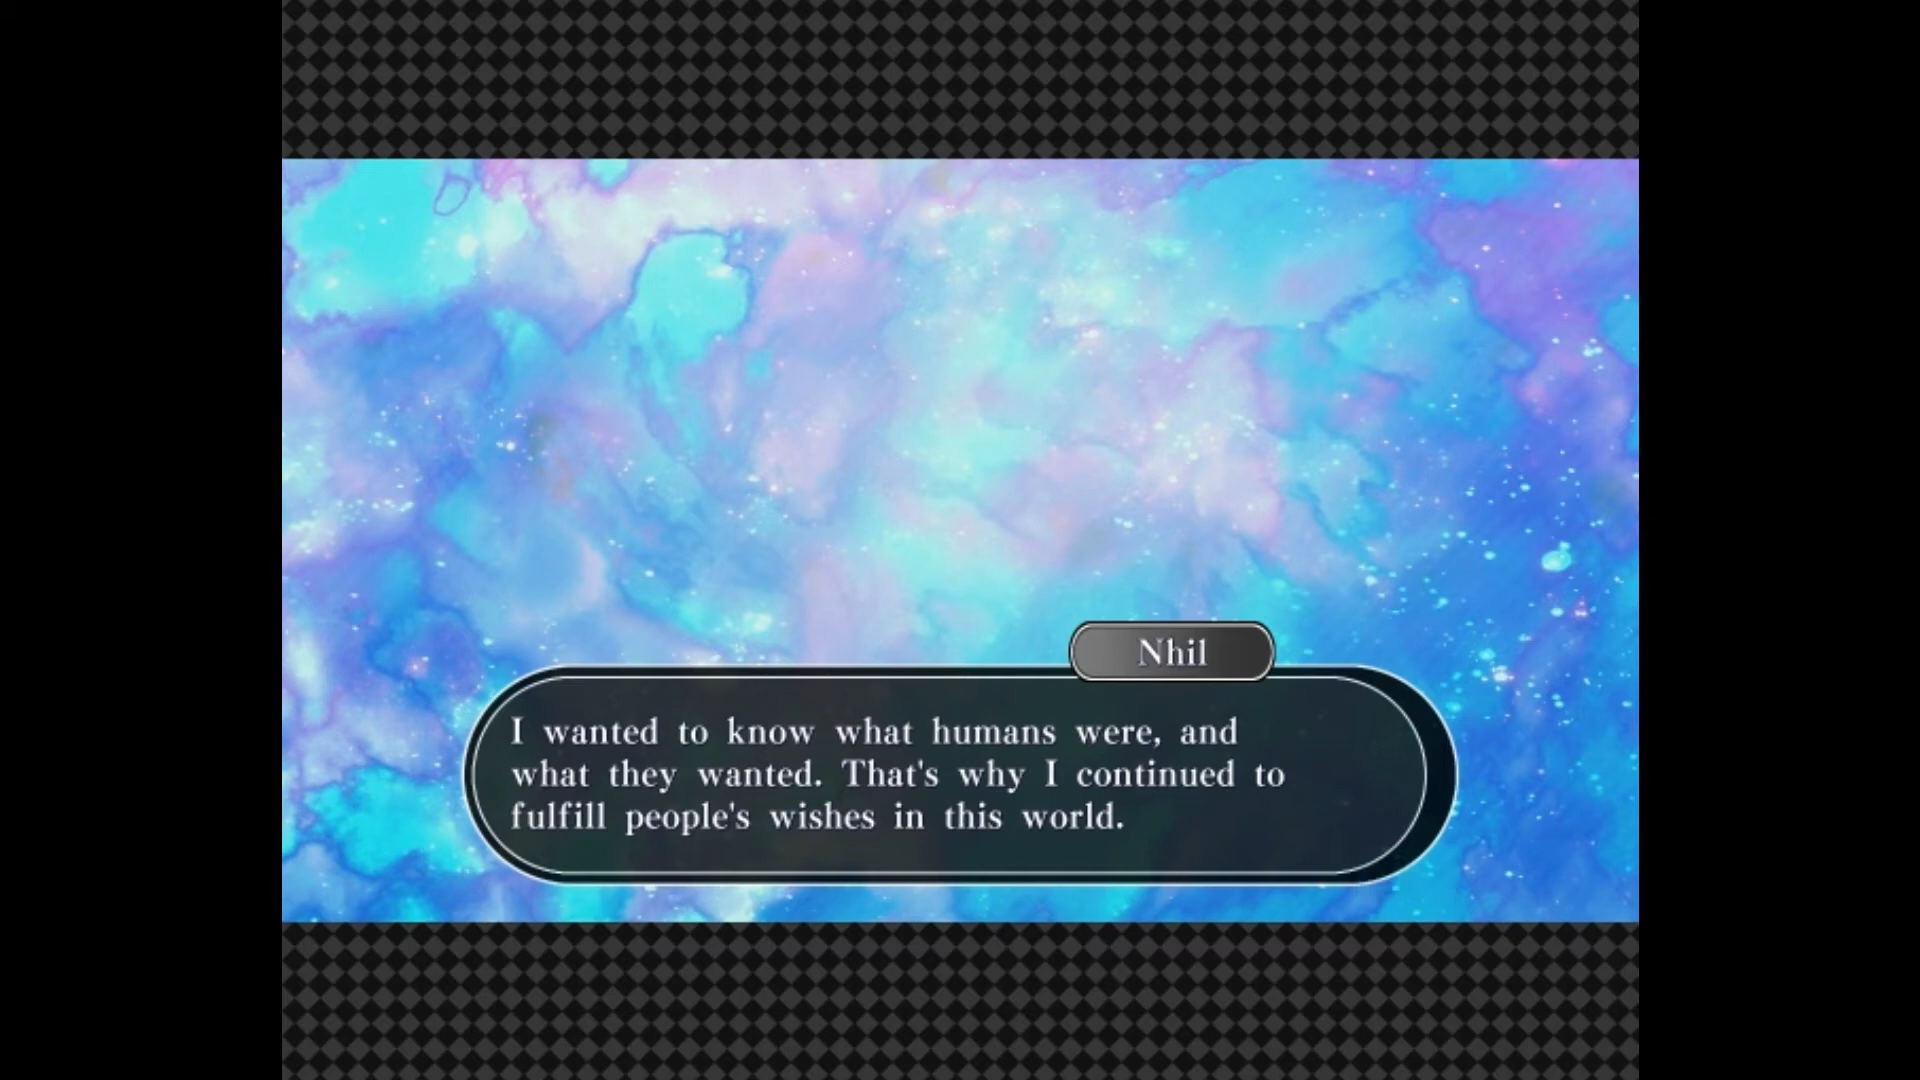 Nhil
I wanted to know what humans were, and
what they wanted. That's why I continued to
fulfill people's wishes in this world.